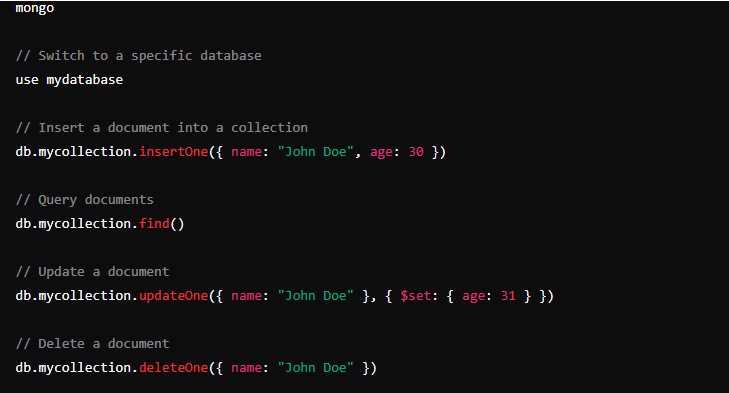 mongo
// Switch to a specific database
use mydatabase
// Insert a document into a collection
db.mycollection.insertOne({ name: "John Doe", age: 30 })
// Query documents
db.mycollection.find()
// Update a document
db.mycollection.updateOne({ name: "John Doe" }, { $set: { age: 31 } })
// Delete a document
db.mycollection.deleteOne({ name: "John Doe" })